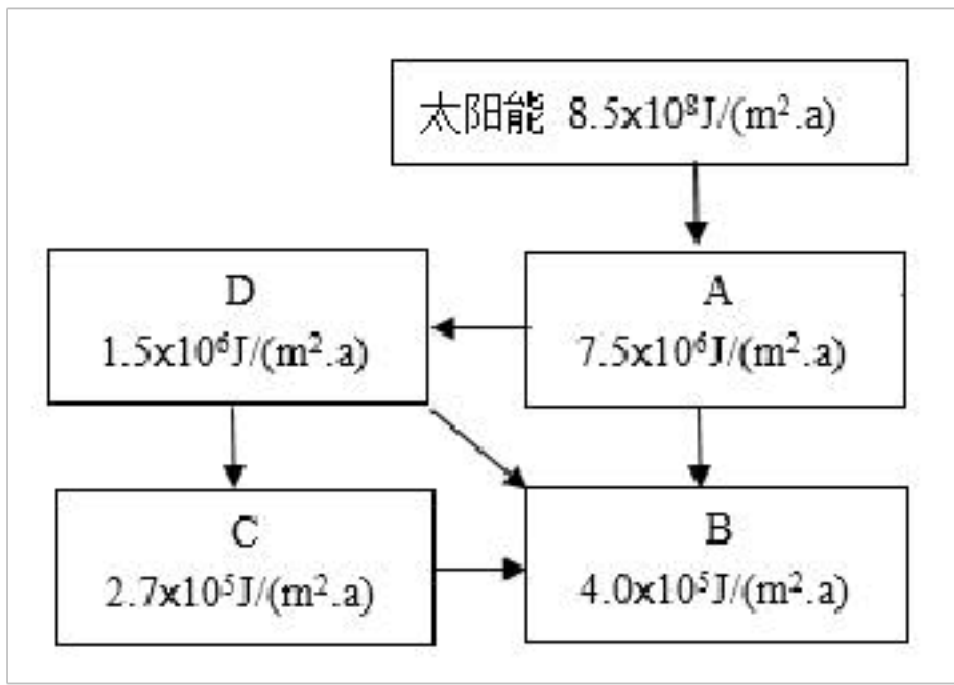 太阳能 8.5x10⁸J/(m².a)
D
1.5x10⁶J/(m².a)
A
7.5x10⁶J/(m².a)
C
2.7x10⁵J/(m².a)
B
4.0x10⁵J/(m².a)